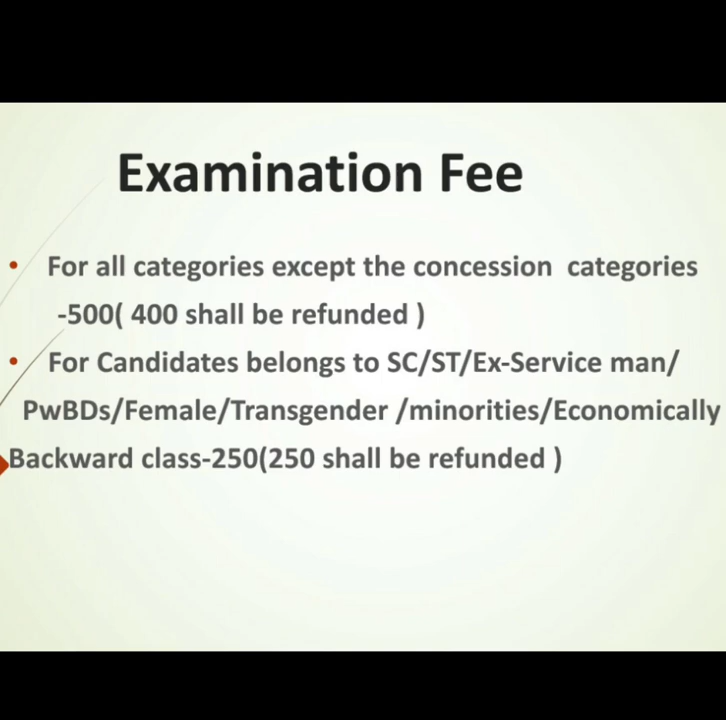 Examination Fee
• For all categories except the concession categories
-500( 400 shall be refunded )
• For Candidates belongs to SC/ST/Ex-Service man/
PwBDs/Female/Transgender /minorities/Economically
Backward class-250(250 shall be refunded )